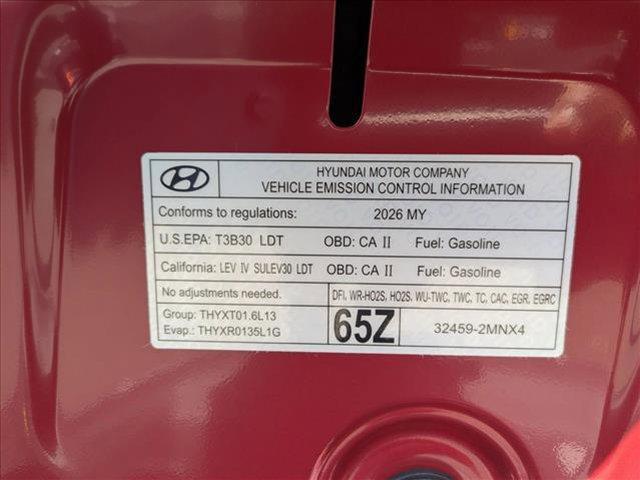 HYUNDAI MOTOR COMPANY
VEHICLE EMISSION CONTROL INFORMATION
Conforms to regulations: 2026 MY
U.S.EPA: T3B30 LDT OBD: CA II Fuel: Gasoline
California: LEV IV SULEV30 LDT OBD: CA II Fuel: Gasoline
No adjustments needed. DFI, WR-HO2S, HO2S, WU-TWC, TWC, TC, CAC, EGR, EGRC
Group: THYXT01.6L13
Evap.: THYXR0135L1G
65Z
32459-2MNX4